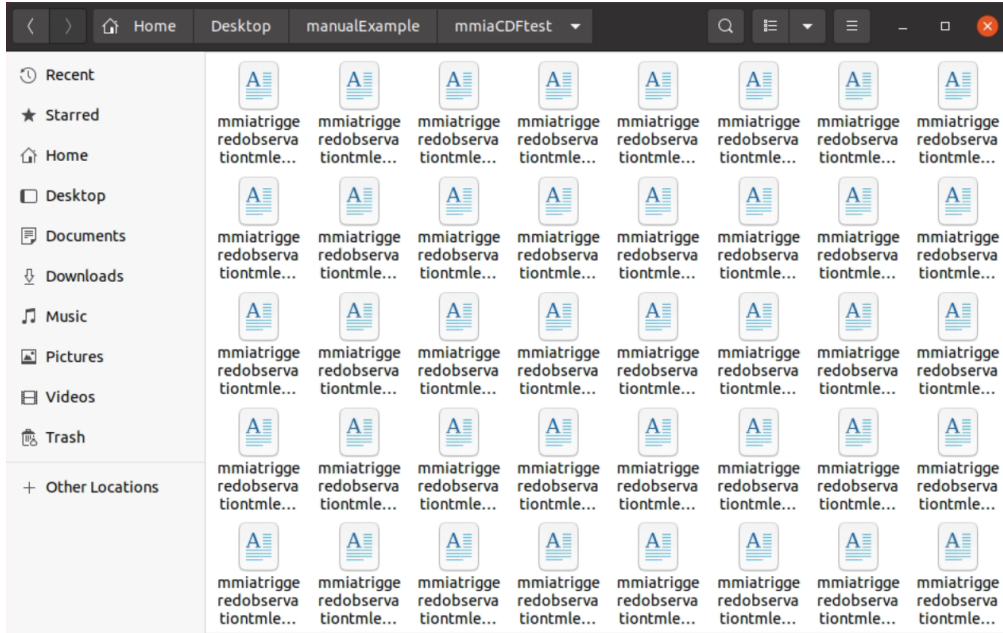 Home Desktop manualExample mmiaCDFtest
Recent
Starred
Home
Desktop
Documents
Downloads
Music
Pictures
Videos
Trash
+ Other Locations
mmiatrigge mmiatrigge mmiatrigge mmiatrigge mmiatrigge mmiatrigge mmiatrigge mmiatrigge
redobserva redobserva redobserva redobserva redobserva redobserva redobserva redobserva
tiontmle... tiontmle... tiontmle... tiontmle... tiontmle... tiontmle... tiontmle... tiontmle...
mmiatrigge mmiatrigge mmiatrigge mmiatrigge mmiatrigge mmiatrigge mmiatrigge mmiatrigge
redobserva redobserva redobserva redobserva redobserva redobserva redobserva redobserva
tiontmle... tiontmle... tiontmle... tiontmle... tiontmle... tiontmle... tiontmle... tiontmle...
mmiatrigge mmiatrigge mmiatrigge mmiatrigge mmiatrigge mmiatrigge mmiatrigge mmiatrigge
redobserva redobserva redobserva redobserva redobserva redobserva redobserva redobserva
tiontmle... tiontmle... tiontmle... tiontmle... tiontmle... tiontmle... tiontmle... tiontmle...
mmiatrigge mmiatrigge mmiatrigge mmiatrigge mmiatrigge mmiatrigge mmiatrigge mmiatrigge
redobserva redobserva redobserva redobserva redobserva redobserva redobserva redobserva
tiontmle... tiontmle... tiontmle... tiontmle... tiontmle... tiontmle... tiontmle... tiontmle...
mmiatrigge mmiatrigge mmiatrigge mmiatrigge mmiatrigge mmiatrigge mmiatrigge mmiatrigge
redobserva redobserva redobserva redobserva redobserva redobserva redobserva redobserva
tiontmle... tiontmle... tiontmle... tiontmle... tiontmle... tiontmle... tiontmle... tiontmle...